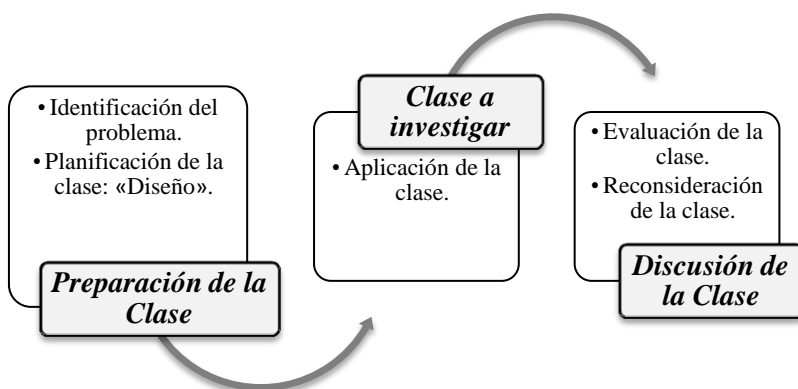 • Identificación del
problema.
• Planificación de la
clase: «Diseño».
Preparación de la
Clase
Clase a
investigar
• Aplicación de la
clase.
• Evaluación de la
clase.
• Reconsideración
de la clase.
Discusión de
la Clase